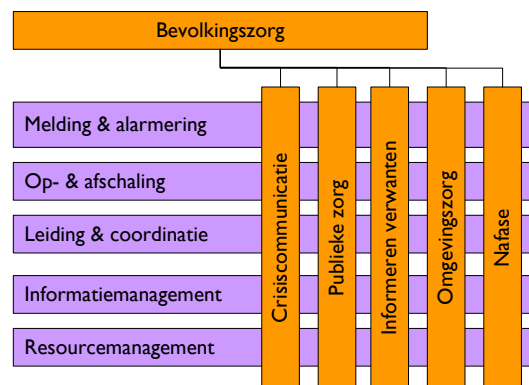 Bevolkingszorg
Melding & alarmering
Op- & afschaling
Leiding & coordinatie
Informatiemanagement
Resourcemanagement
Crisiscommunicatie
Publieke zorg
Informeren verwanten
Omgevingszorg
Nafase